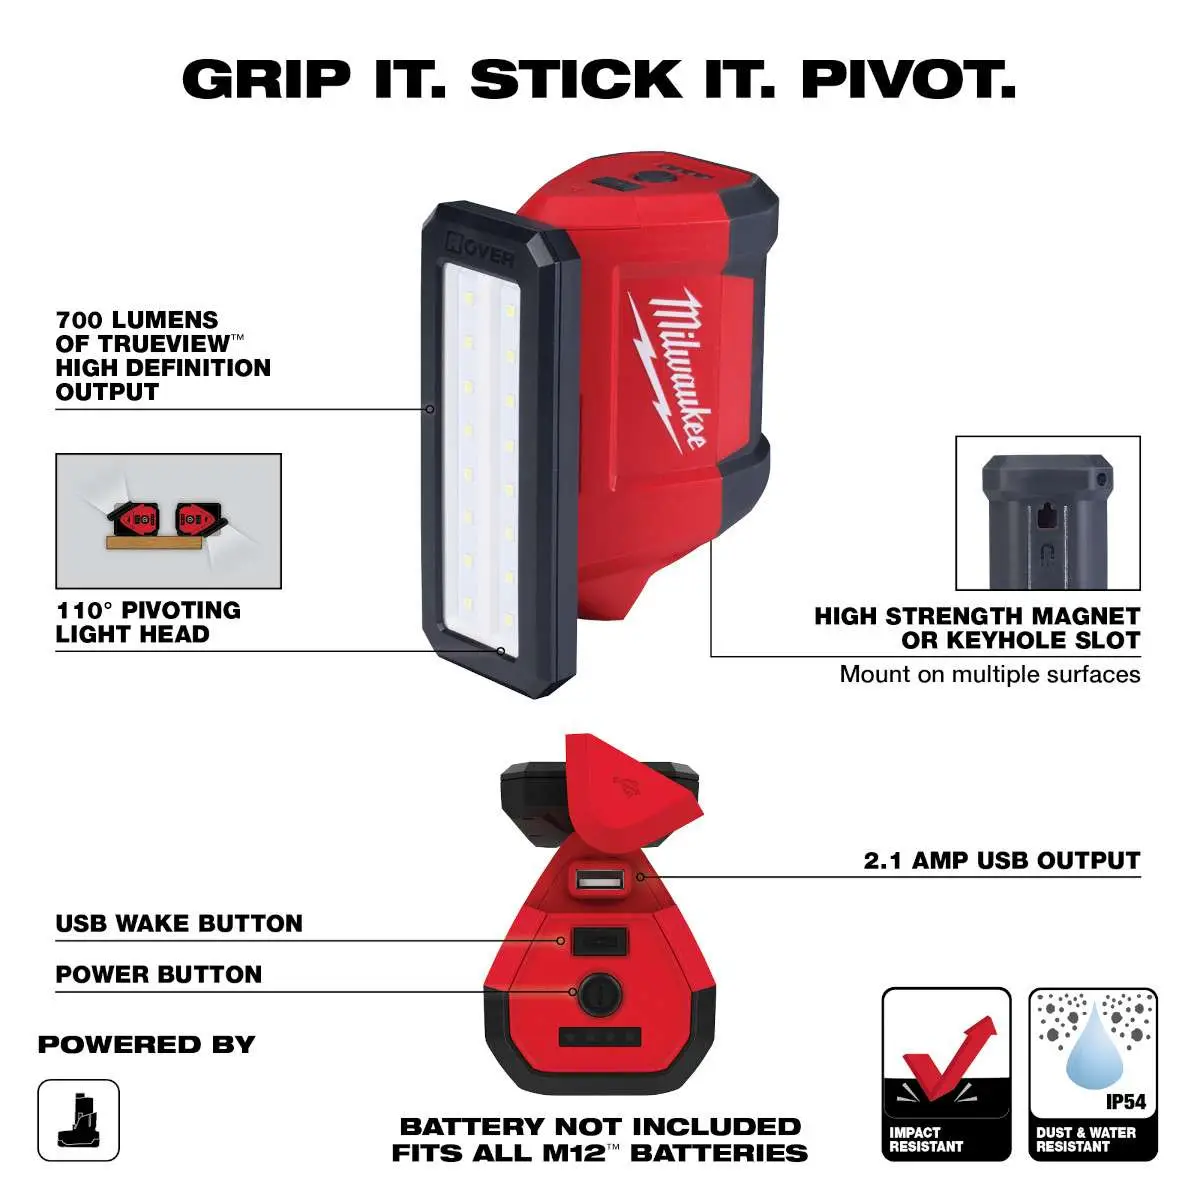 GRIP IT. STICK IT. PIVOT.
ROVER
Milwaukee
700 LUMENS
OF TRUEVIEW™
HIGH DEFINITION
OUTPUT
110° PIVOTING
LIGHT HEAD
HIGH STRENGTH MAGNET
OR KEYHOLE SLOT
Mount on multiple surfaces
2.1 AMP USB OUTPUT
USB WAKE BUTTON
POWER BUTTON
POWERED BY
BATTERY NOT INCLUDED
FITS ALL M12™ BATTERIES
IMPACT
RESISTANT
IP54
DUST & WATER
RESISTANT